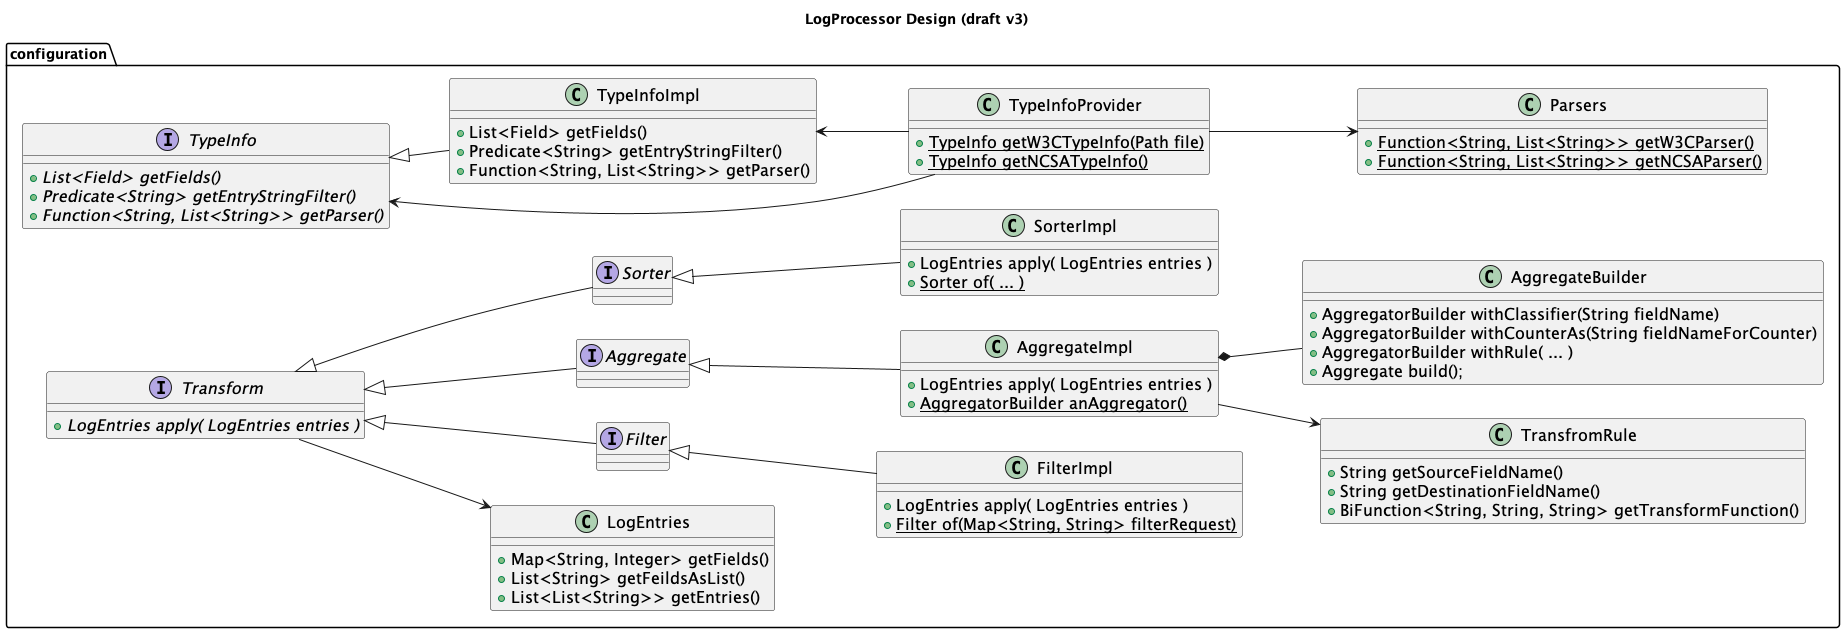 LogProcessor Design (draft v3)
configuration
I TypeInfo
List<Field> getFields()
Predicate<String> getEntryStringFilter()
Function<String, List<String>> getParser()
C TypeInfoImpl
List<Field> getFields()
Predicate<String> getEntryStringFilter()
Function<String, List<String>> getParser()
C TypeInfoProvider
TypeInfo getW3CTypeInfo(Path file)
TypeInfo getNCSATypeInfo()
C Parsers
Function<String, List<String>> getW3CParser()
Function<String, List<String>> getNCSAParser()
I Transform
LogEntries apply( LogEntries entries )
I Sorter
I Aggregate
I Filter
C LogEntries
Map<String, Integer> getFields()
List<String> getFeildsAsList()
List<List<String>> getEntries()
C SorterImpl
LogEntries apply( LogEntries entries )
Sorter of( ... )
C AggregateImpl
LogEntries apply( LogEntries entries )
AggregatorBuilder anAggregator()
C FilterImpl
LogEntries apply( LogEntries entries )
Filter of(Map<String, String> filterRequest)
C AggregateBuilder
AggregatorBuilder withClassifier(String fieldName)
AggregatorBuilder withCounterAs(String fieldNameForCounter)
AggregatorBuilder withRule( ... )
Aggregate build();
C TransfromRule
String getSourceFieldName()
String getDestinationFieldName()
BiFunction<String, String, String> getTransformFunction()